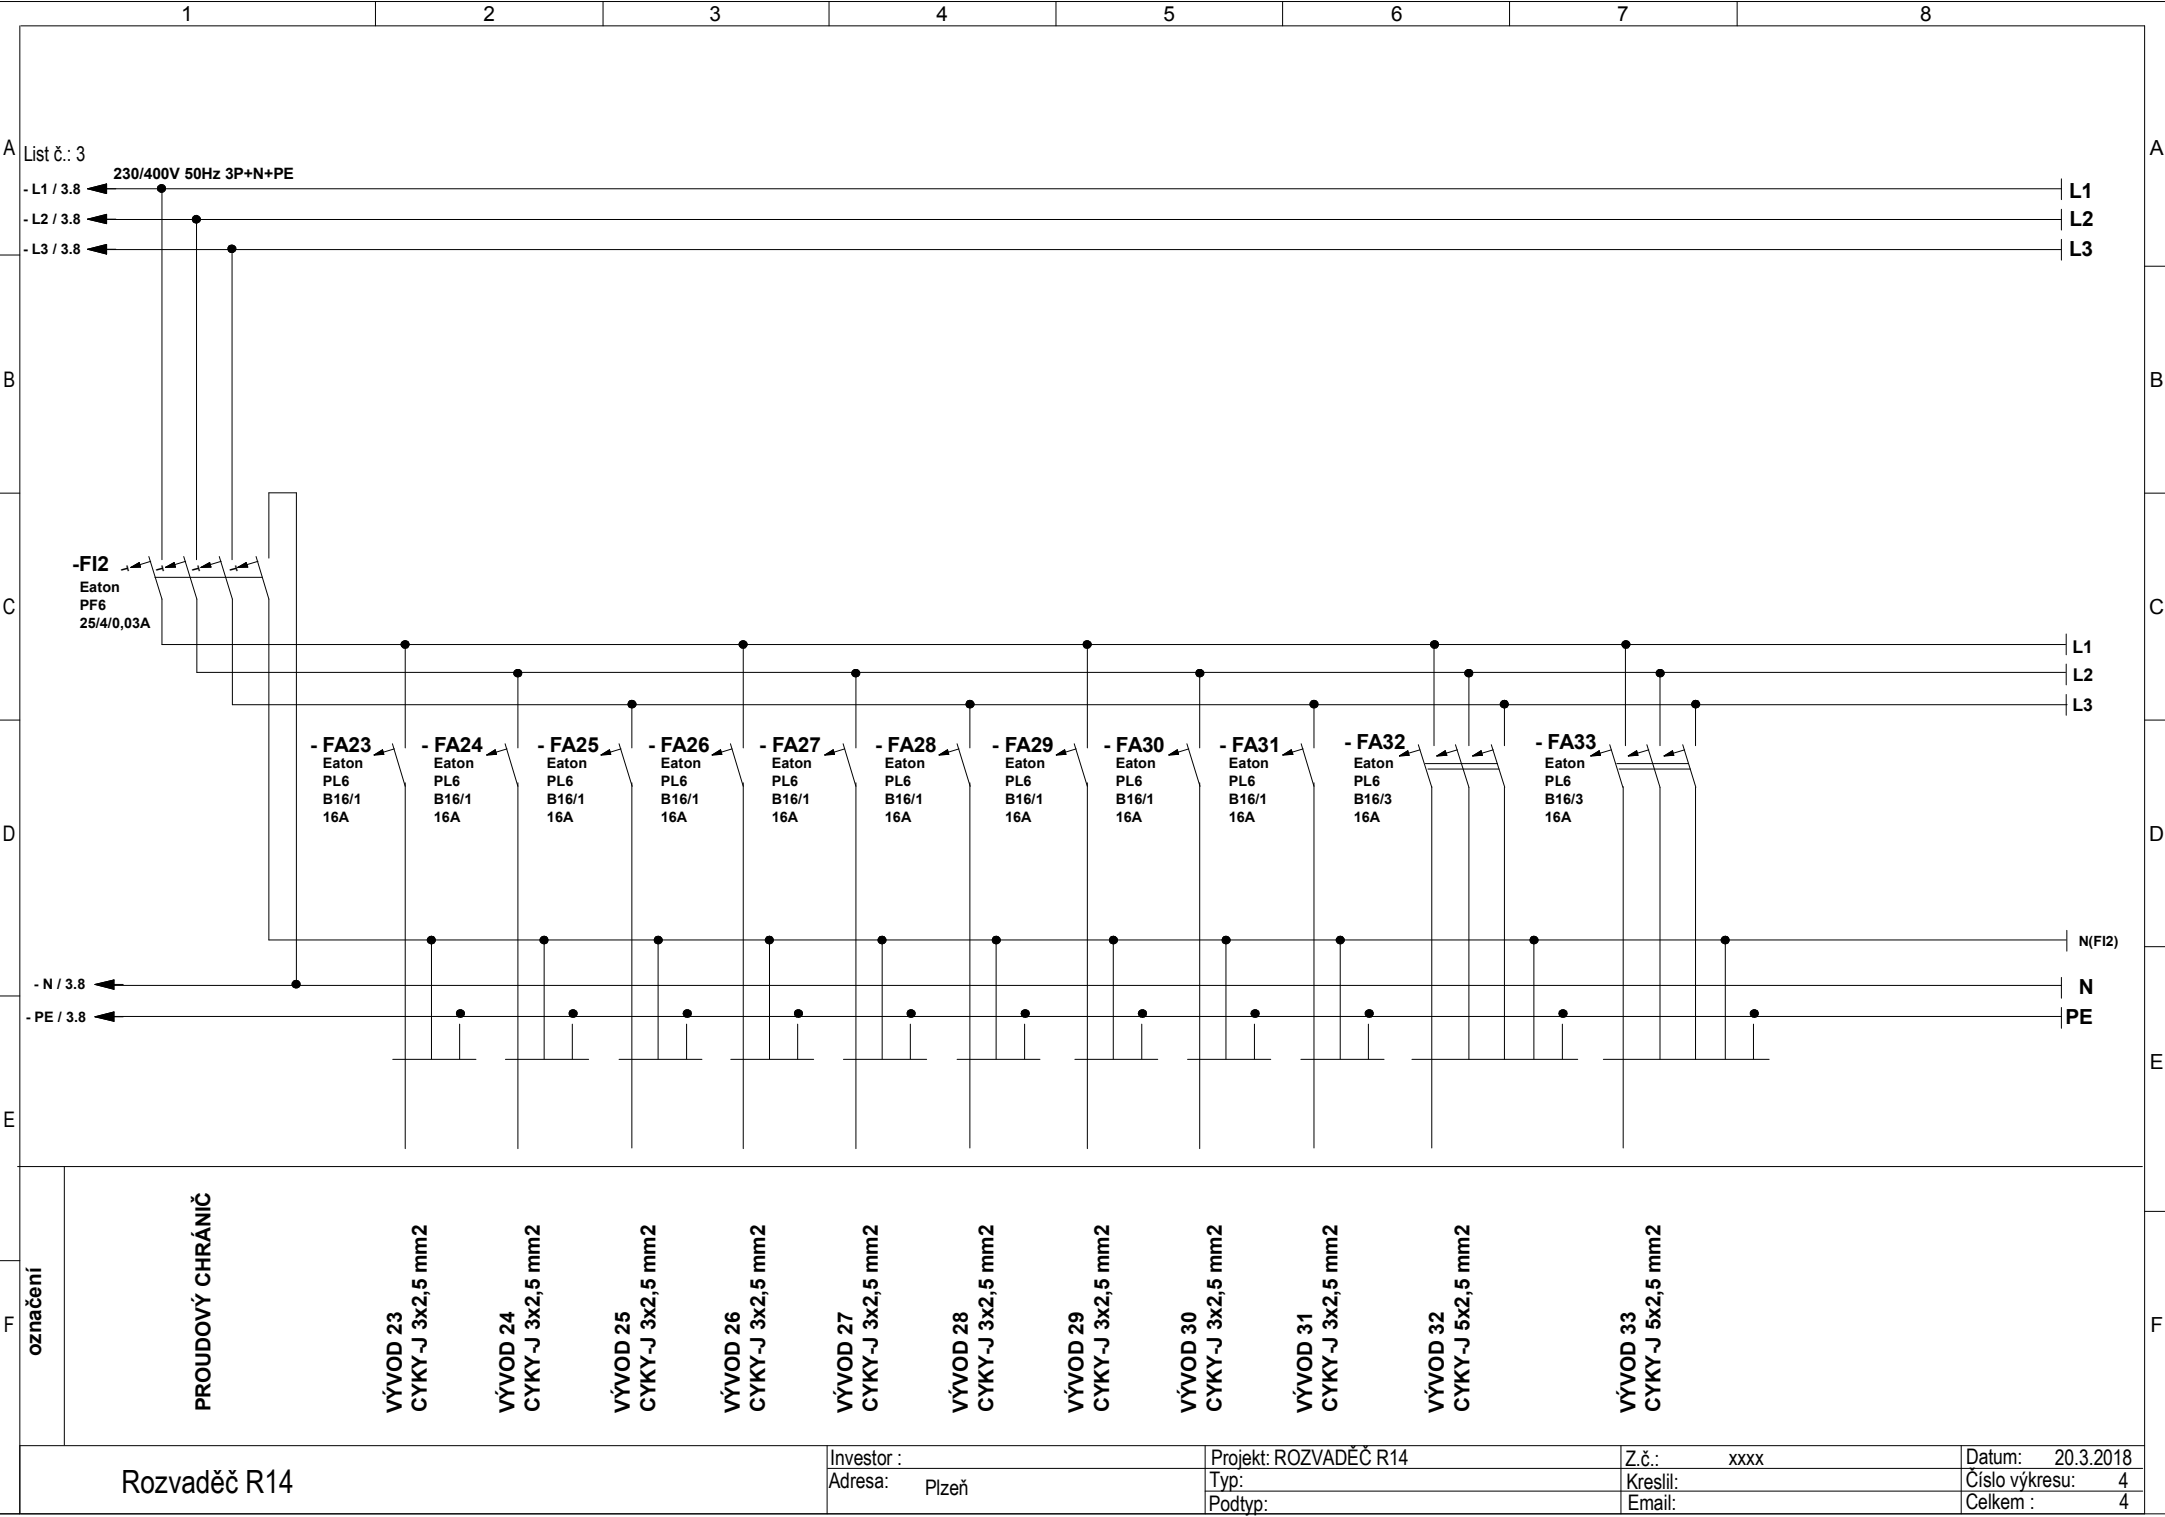 1 2 3 4 5 6 7 8
A A
List č.: 3
230/400V 50Hz 3P+N+PE
- L1 / 3.8 L1
- L2 / 3.8 L2
- L3 / 3.8 L3
B B
-FI2
Eaton
PF6
25/4/0,03A
C C
L1
L2
L3
- FA23
Eaton
PL6
B16/1
16A
- FA24
Eaton
PL6
B16/1
16A
- FA25
Eaton
PL6
B16/1
16A
- FA26
Eaton
PL6
B16/1
16A
- FA27
Eaton
PL6
B16/1
16A
- FA28
Eaton
PL6
B16/1
16A
- FA29
Eaton
PL6
B16/1
16A
- FA30
Eaton
PL6
B16/1
16A
- FA31
Eaton
PL6
B16/1
16A
- FA32
Eaton
PL6
B16/3
16A
- FA33
Eaton
PL6
B16/3
16A
D D
N(FI2)
- N / 3.8 N
- PE / 3.8 PE
E E
označení
PROUDOVÝ CHRÁNIČ
VÝVOD 23
CYKY-J 3x2,5 mm2
VÝVOD 24
CYKY-J 3x2,5 mm2
VÝVOD 25
CYKY-J 3x2,5 mm2
VÝVOD 26
CYKY-J 3x2,5 mm2
VÝVOD 27
CYKY-J 3x2,5 mm2
VÝVOD 28
CYKY-J 3x2,5 mm2
VÝVOD 29
CYKY-J 3x2,5 mm2
VÝVOD 30
CYKY-J 3x2,5 mm2
VÝVOD 31
CYKY-J 3x2,5 mm2
VÝVOD 32
CYKY-J 5x2,5 mm2
VÝVOD 33
CYKY-J 5x2,5 mm2
F F
Rozvaděč R14
Investor :
Adresa: Plzeň
Projekt: ROZVADĚČ R14
Typ:
Podtyp:
Z.č.: xxxx
Kreslil:
Email:
Datum: 20.3.2018
Číslo výkresu: 4
Celkem : 4